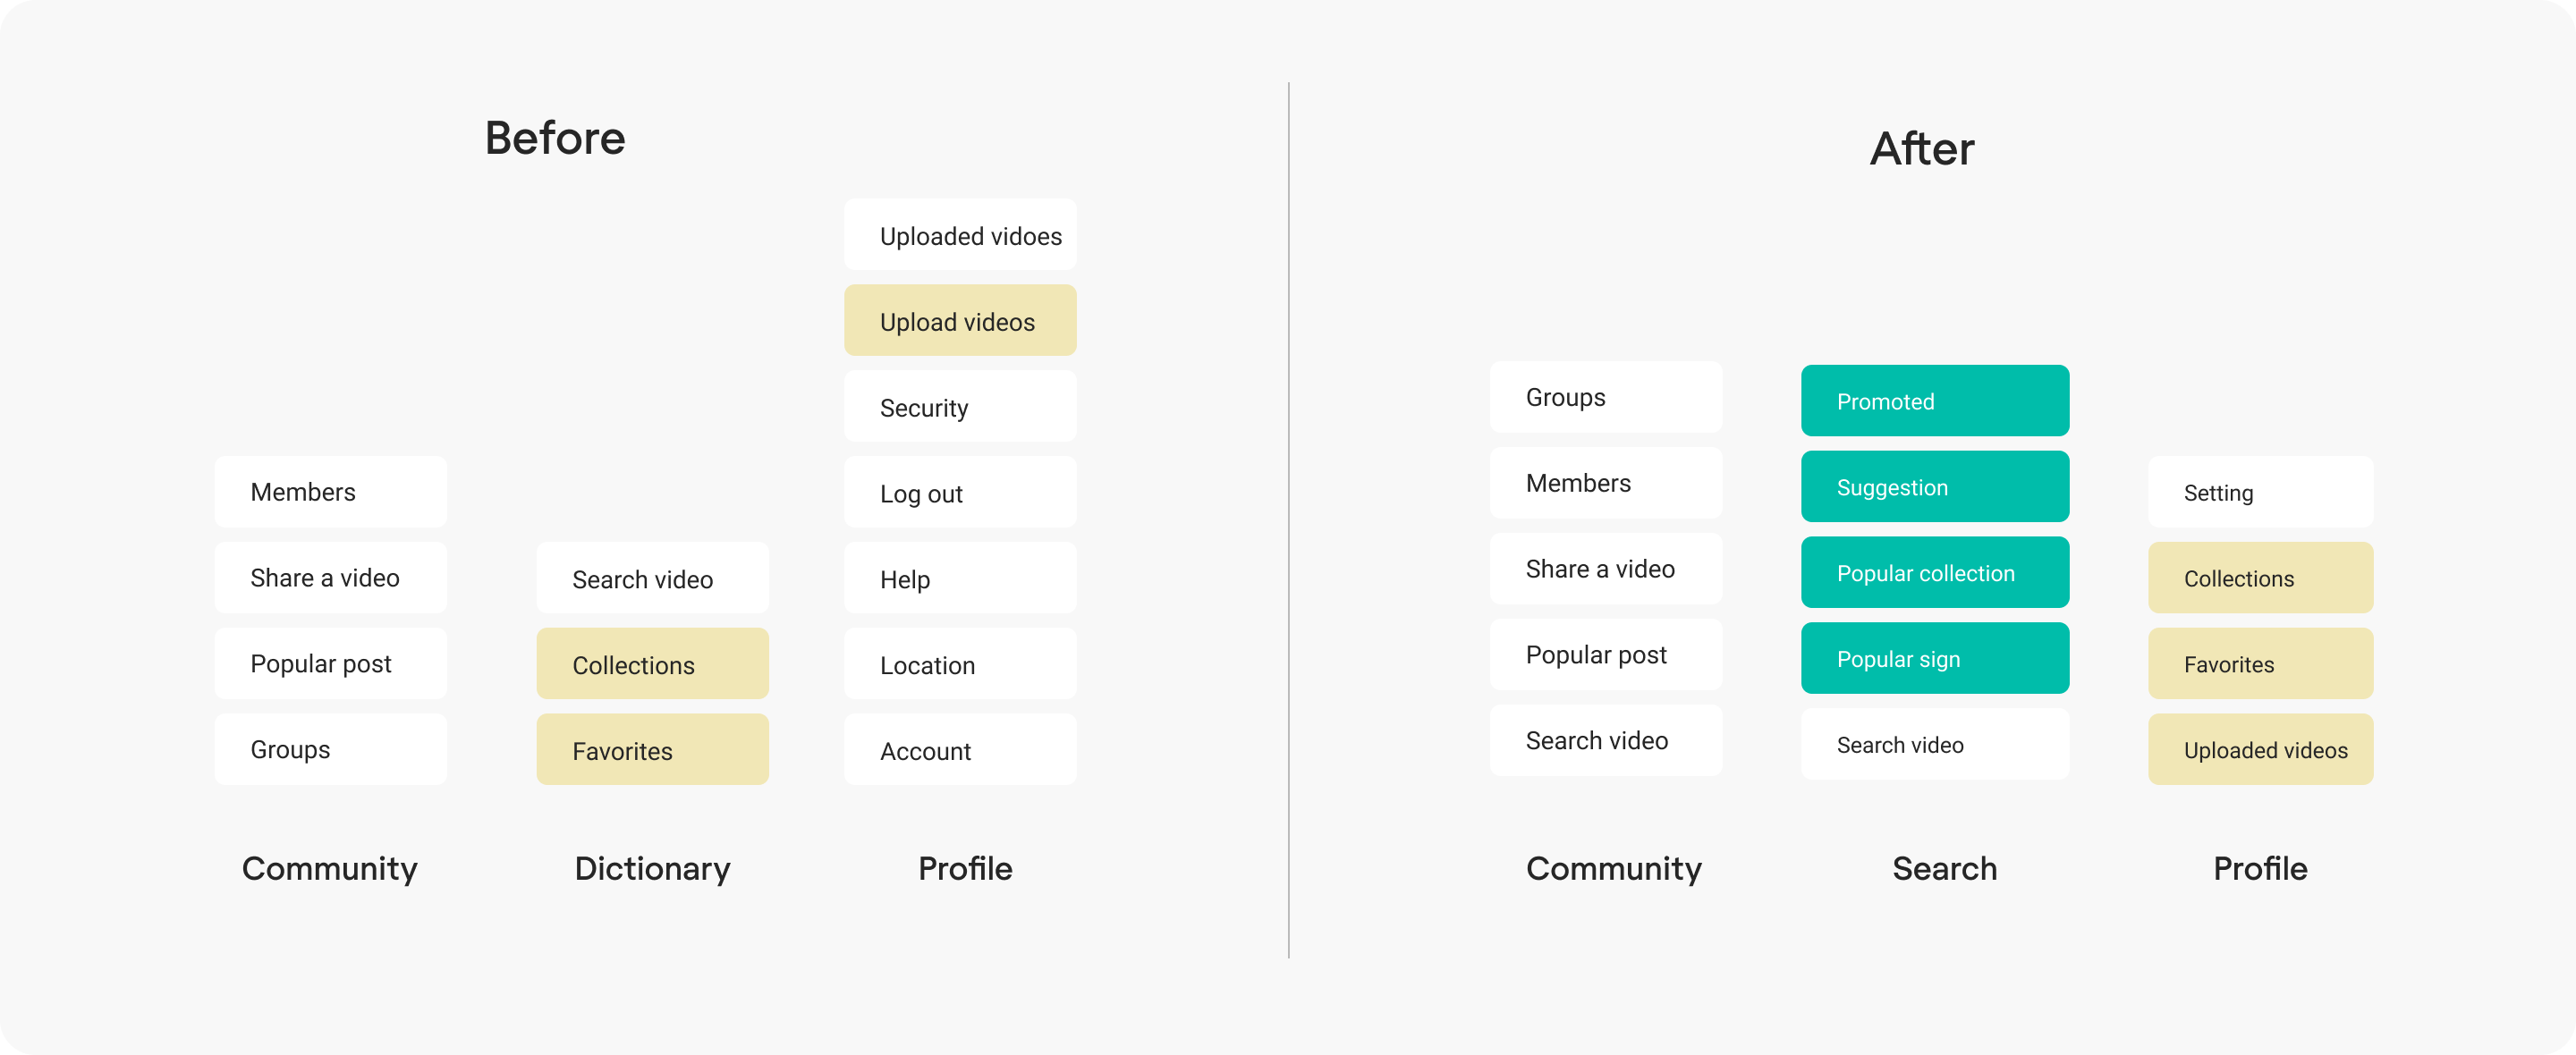 Before
Members
Share a video
Popular post
Groups
Community
Search video
Collections
Favorites
Dictionary
Uploaded vidoes
Upload videos
Security
Log out
Help
Location
Account
Profile
After
Groups
Members
Share a video
Popular post
Search video
Community
Promoted
Suggestion
Popular collection
Popular sign
Search video
Search
Setting
Collections
Favorites
Uploaded videos
Profile